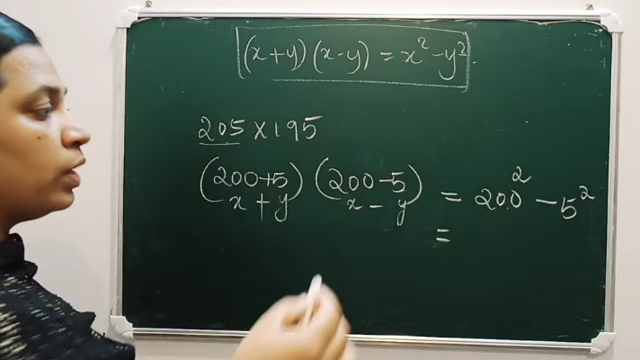 (x+y)(x-y) = x² - y²
205 × 195
(200+5)(200-5) = 200² - 5²
x + y x - y
=